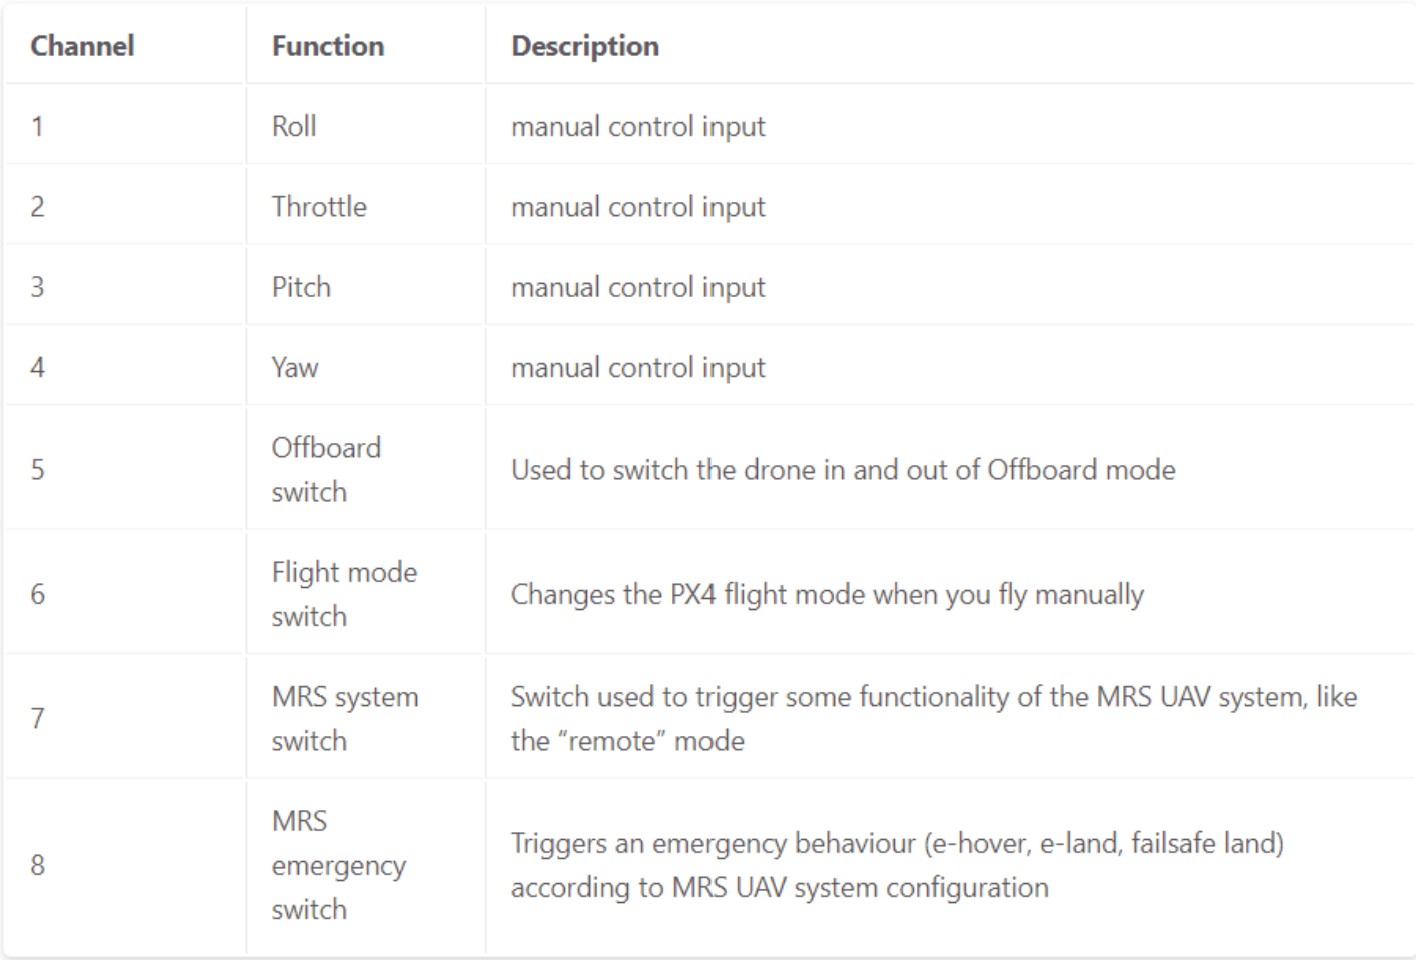 Channel Function Description
1 Roll manual control input
2 Throttle manual control input
3 Pitch manual control input
4 Yaw manual control input
5 Offboard switch Used to switch the drone in and out of Offboard mode
6 Flight mode switch Changes the PX4 flight mode when you fly manually
7 MRS system switch Switch used to trigger some functionality of the MRS UAV system, like
the “remote” mode
8 MRS emergency switch Triggers an emergency behaviour (e-hover, e-land, failsafe land)
according to MRS UAV system configuration